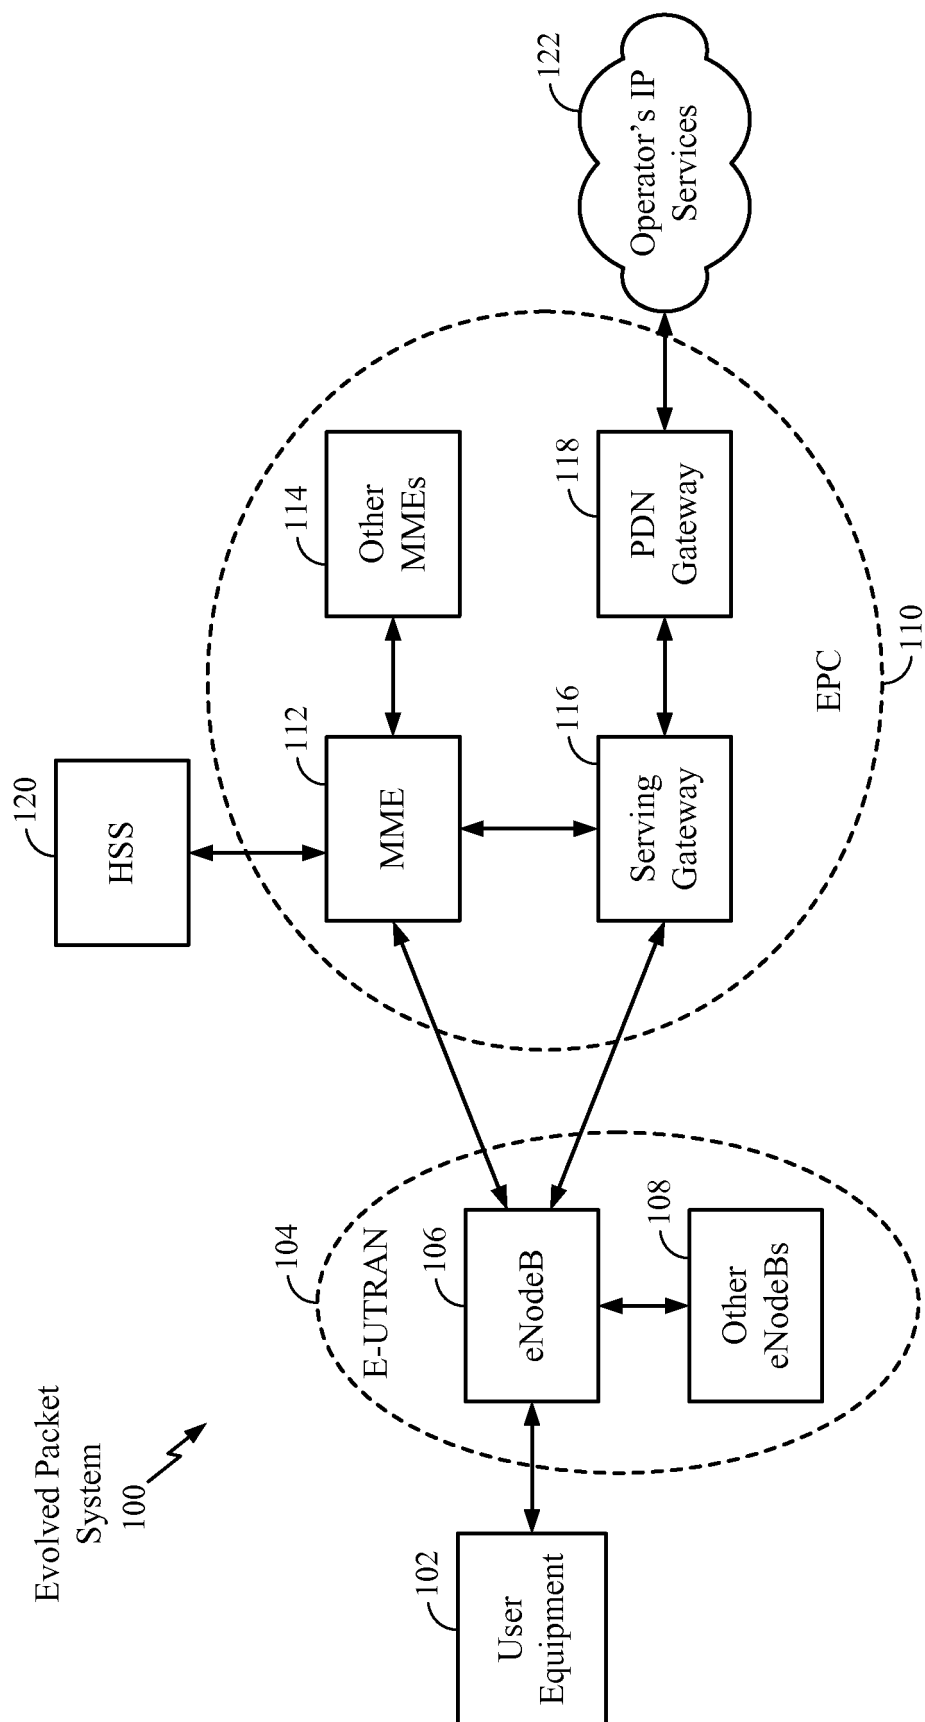 Evolved Packet
System
100
102
User
Equipment
104
E-UTRAN
106
eNodeB
108
Other
eNodeBs
120
HSS
112
MME
114
Other
MMEs
116
Serving
Gateway
118
PDN
Gateway
EPC
110
122
Operator’s IP
Services